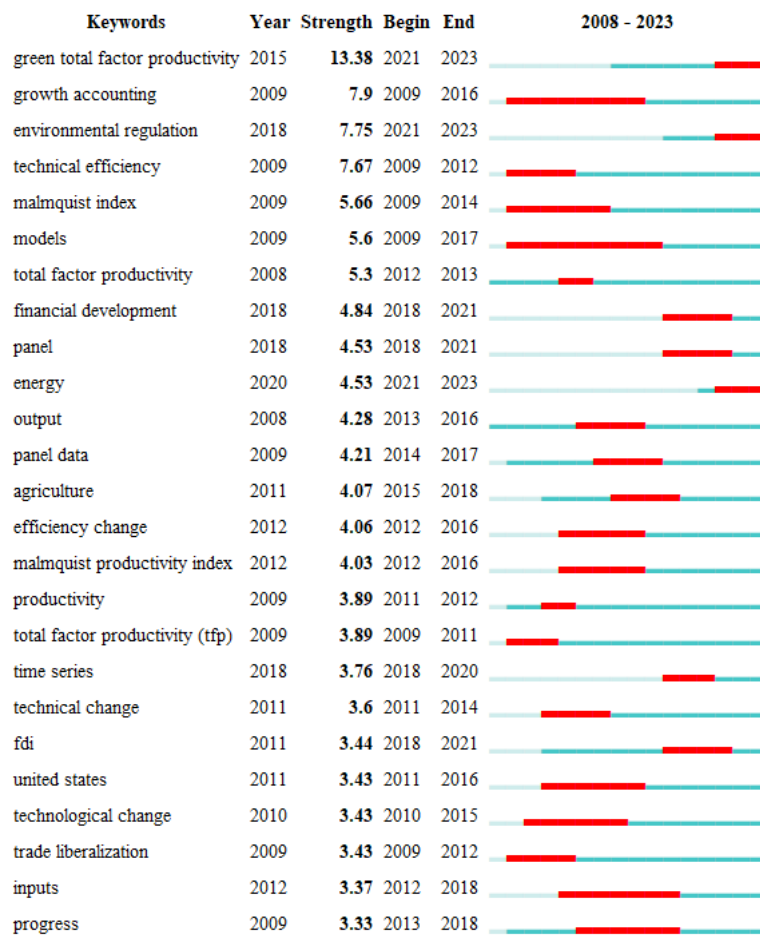 Keywords Year Strength Begin End 2008 - 2023
green total factor productivity 2015 13.38 2021 2023
growth accounting 2009 7.9 2009 2016
environmental regulation 2018 7.75 2021 2023
technical efficiency 2009 7.67 2009 2012
malmquist index 2009 5.66 2009 2014
models 2009 5.6 2009 2017
total factor productivity 2008 5.3 2012 2013
financial development 2018 4.84 2018 2021
panel 2018 4.53 2018 2021
energy 2020 4.53 2021 2023
output 2008 4.28 2013 2016
panel data 2009 4.21 2014 2017
agriculture 2011 4.07 2015 2018
efficiency change 2012 4.06 2012 2016
malmquist productivity index 2012 4.03 2012 2016
productivity 2009 3.89 2011 2012
total factor productivity (tfp) 2009 3.89 2009 2011
time series 2018 3.76 2018 2020
technical change 2011 3.6 2011 2014
fdi 2011 3.44 2018 2021
united states 2011 3.43 2011 2016
technological change 2010 3.43 2010 2015
trade liberalization 2009 3.43 2009 2012
inputs 2012 3.37 2012 2018
progress 2009 3.33 2013 2018